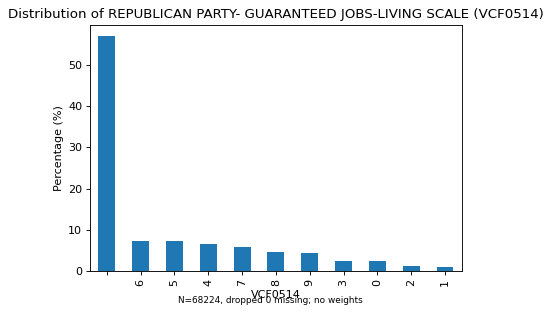 Distribution of REPUBLICAN PARTY- GUARANTEED JOBS-LIVING SCALE (VCF0514)
Percentage (%)
50
40
30
20
10
0
6 5 4 7 8 9 3 0 2 1
VCF0514
N=68224, dropped 0 missing; no weights